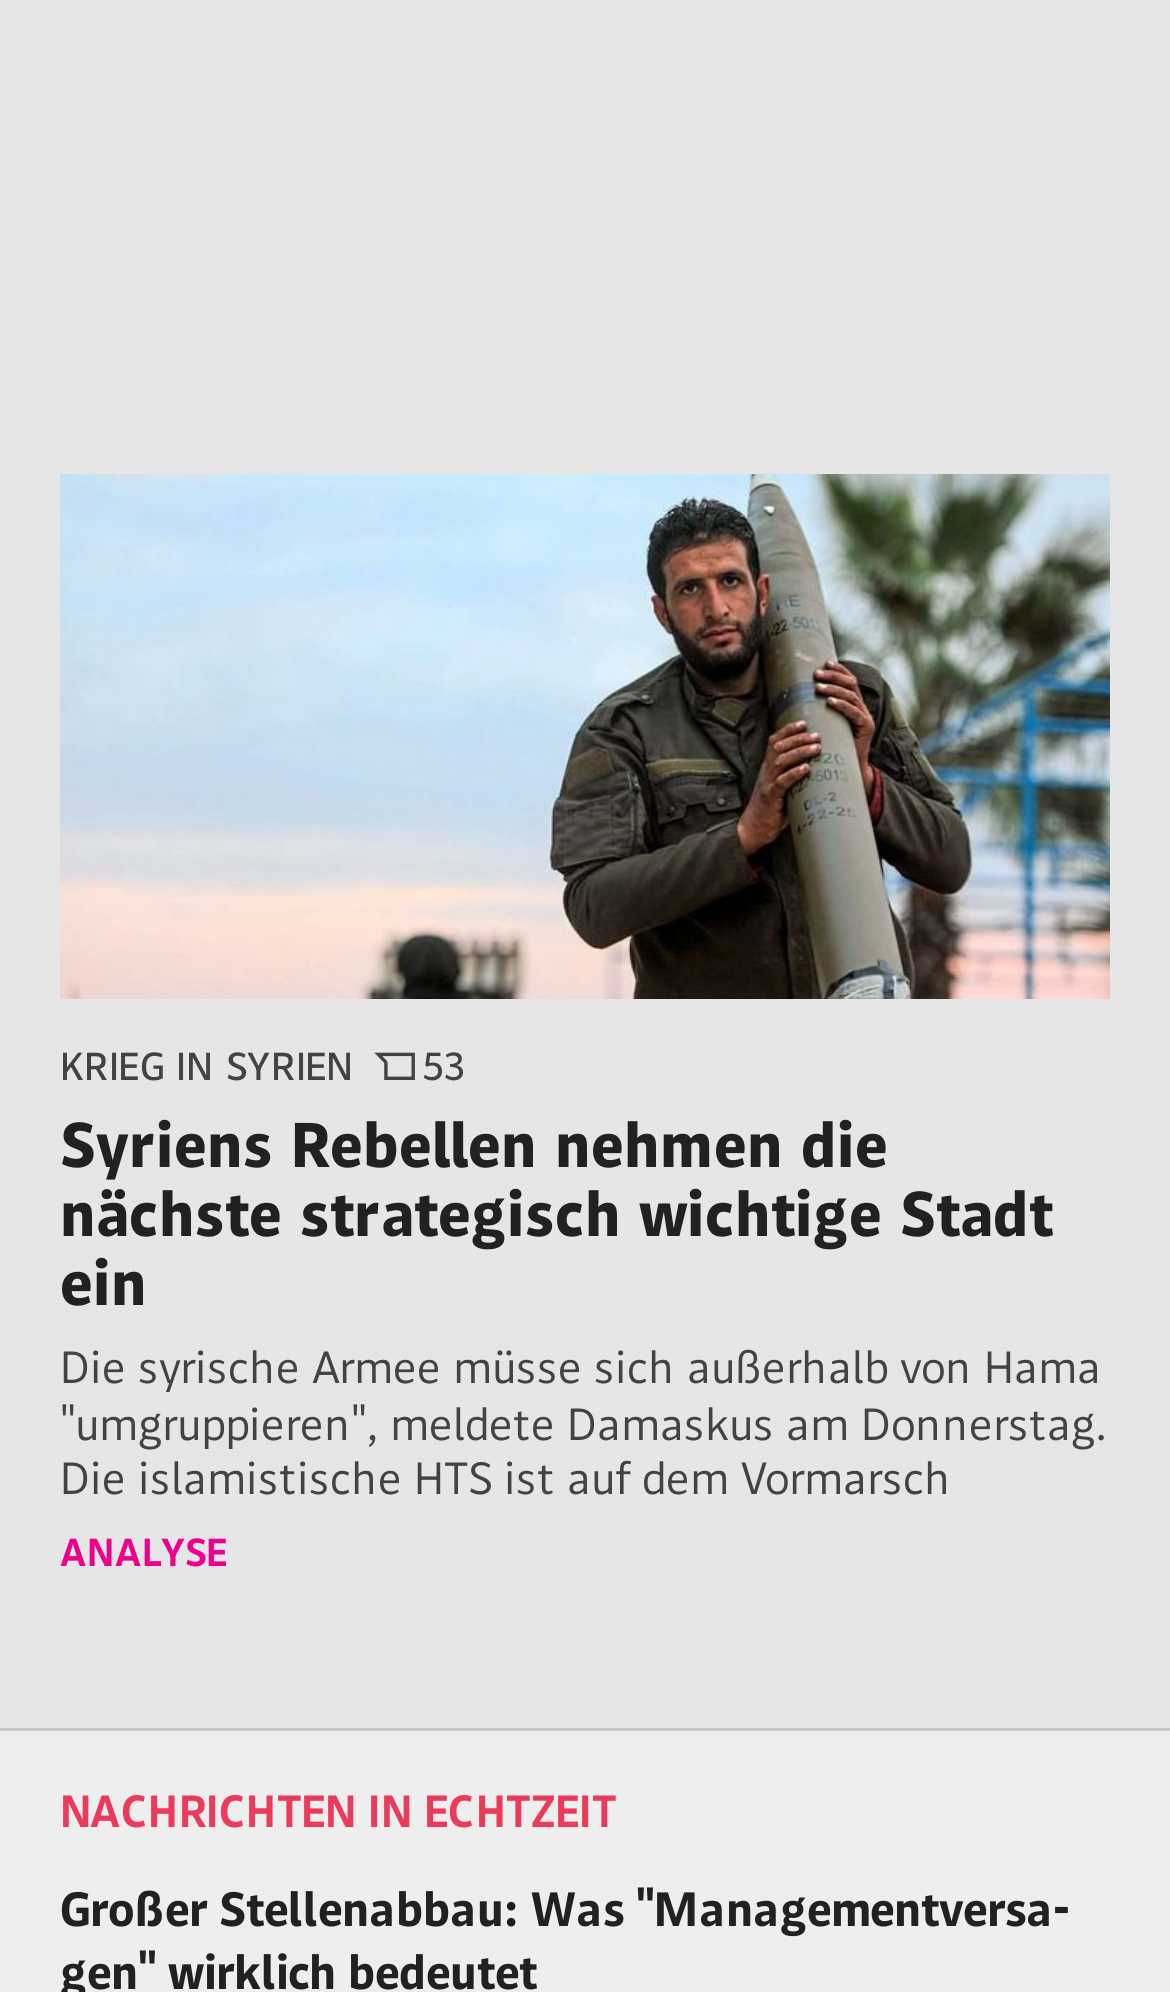 KRIEG IN SYRIEN 53
Syriens Rebellen nehmen die
nächste strategisch wichtige Stadt
ein
Die syrische Armee müsse sich außerhalb von Hama
"umgruppieren", meldete Damaskus am Donnerstag.
Die islamistische HTS ist auf dem Vormarsch
ANALYSE
NACHRICHTEN IN ECHTZEIT
Großer Stellenabbau: Was "Managementversa-
gen" wirklich bedeutet